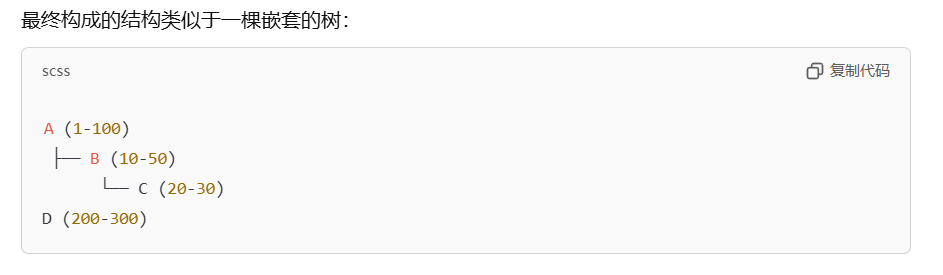 最终构成的结构类似于一棵嵌套的树：
scss
复制代码
A (1-100)
├── B (10-50)
└── C (20-30)
D (200-300)